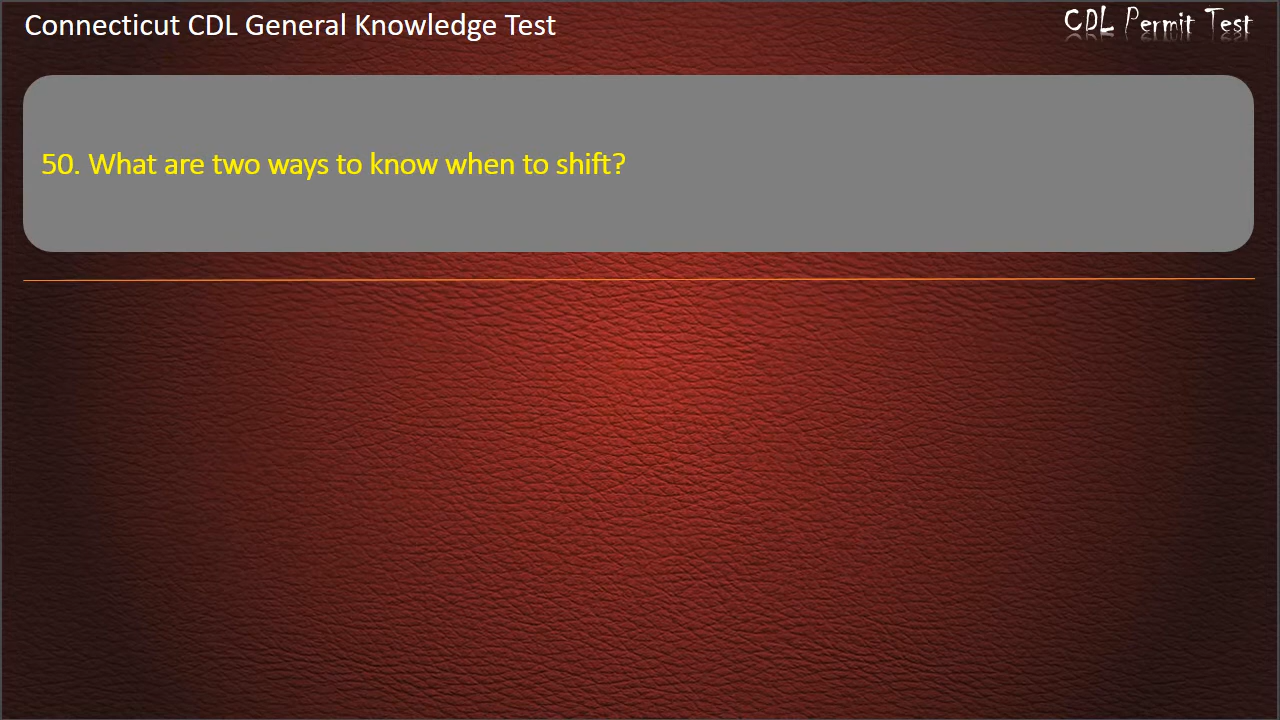 Connecticut CDL General Knowledge Test
CDL Permit Test
50. What are two ways to know when to shift?